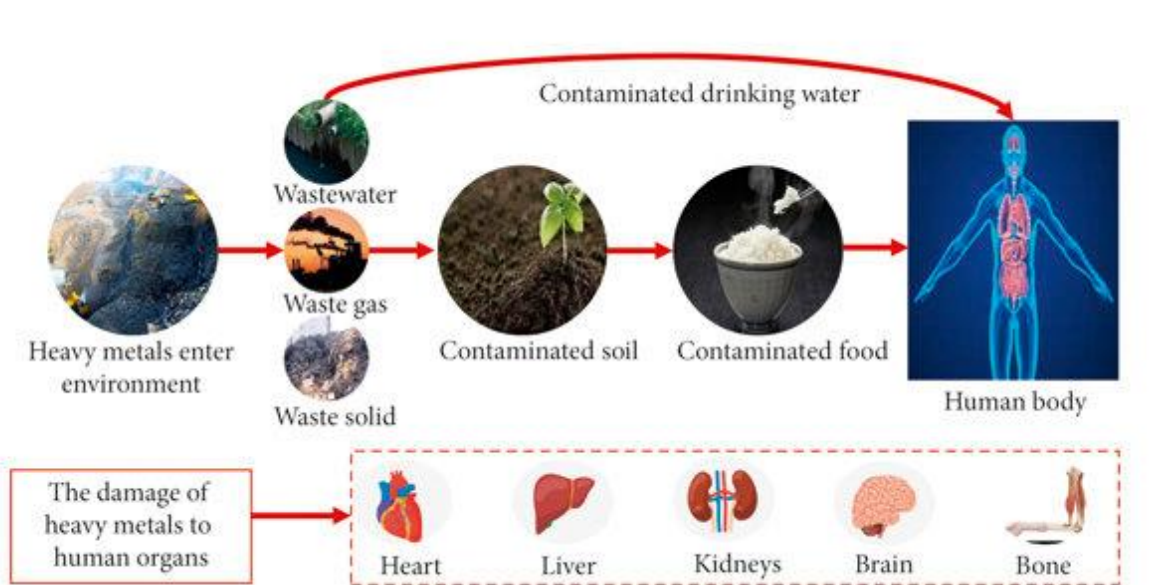 Contaminated drinking water
Wastewater
Waste gas
Waste solid
Heavy metals enter
environment
Contaminated soil
Contaminated food
Human body
The damage of
heavy metals to
human organs
Heart
Liver
Kidneys
Brain
Bone